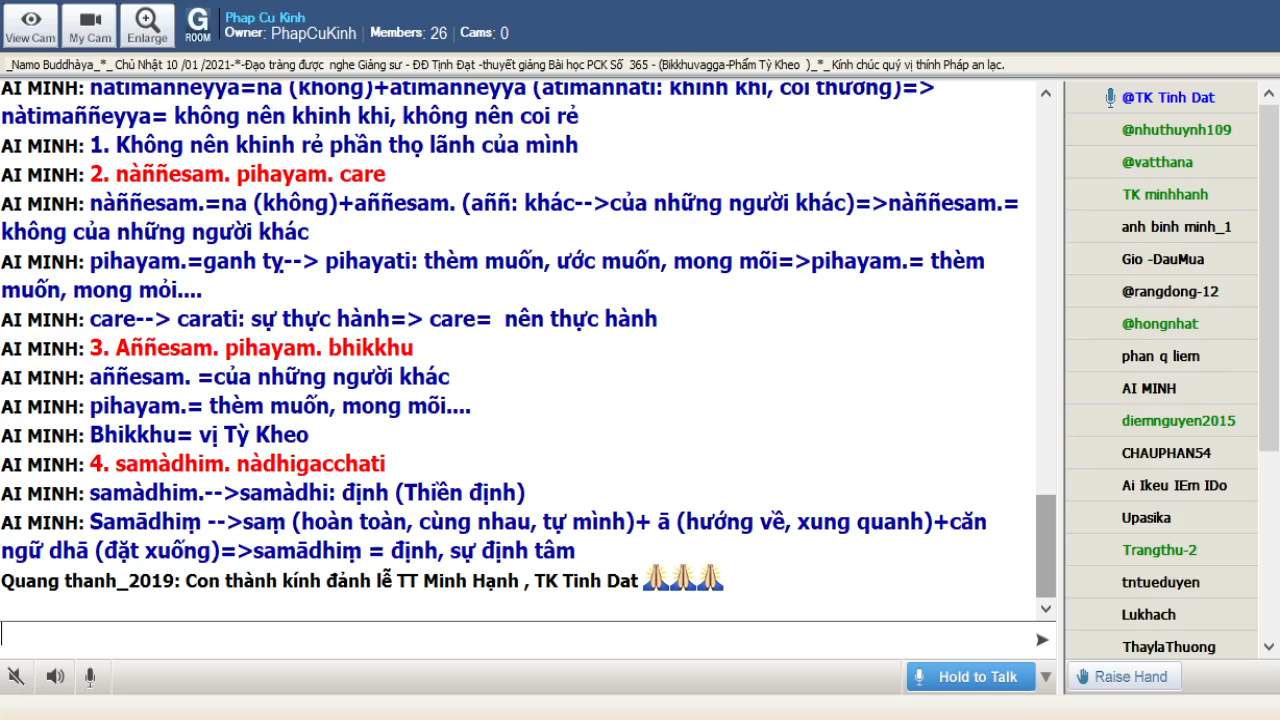 View Cam
My Cam
Enlarge
G
ROOM
Phap Cu Kinh
Owner: PhapCuKinh | Members: 26 | Cams: 0
_Namo Buddhàya_*_ Chủ Nhật 10 /01 /2021-*-Đạo tràng được nghe Giảng sư - ĐĐ Tịnh Đạt -thuyết giảng Bài học PCK Số 365 - (Bikkhuvagga-Phẩm Tỳ Kheo )_*_ Kính chúc quý vị thính Pháp an lạc.
AI MINH: nàtimaññeyya=na (không)+atimaññeyya (atimaññati: khinh khi, coi thường)=>
nàtimaññeyya= không nên khinh khi, không nên coi rẻ
AI MINH: 1. Không nên khinh rẻ phần thọ lãnh của mình
AI MINH: 2. nàññesam. pihayam. care
AI MINH: nàññesam.=na (không)+aññesam. (aññ: khác-->của những người khác)=>nàññesam.=
không của những người khác
AI MINH: pihayam.=ganh tỵ--> pihayati: thèm muốn, ước muốn, mong mõi=>pihayam.= thèm
muốn, mong mỏi....
AI MINH: care--> carati: sự thực hành=> care= nên thực hành
AI MINH: 3. Aññesam. pihayam. bhikkhu
AI MINH: aññesam. =của những người khác
AI MINH: pihayam.= thèm muốn, mong mõi....
AI MINH: Bhikkhu= vị Tỳ Kheo
AI MINH: 4. samàdhim. nàdhigacchati
AI MINH: samàdhim.-->samàdhi: định (Thiền định)
AI MINH: Samādhiṃ -->saṃ (hoàn toàn, cùng nhau, tự mình)+ ā (hướng về, xung quanh)+căn
ngữ dhā (đặt xuống)=>samādhiṃ = định, sự định tâm
Quang thanh_2019: Con thành kính đảnh lễ TT Minh Hạnh , TK Tinh Dat
@TK Tinh Dat
@nhuthuynh109
@vatthana
TK minhhanh
anh binh minh_1
Gio -DauMua
@rangdong-12
@hongnhat
phan q liem
AI MINH
diemnguyen2015
CHAUPHAN54
Ai Ikeu IEm IDo
Upasika
Trangthu-2
tntueduyen
Lukhach
ThaylaThuong
Hold to Talk
Raise Hand